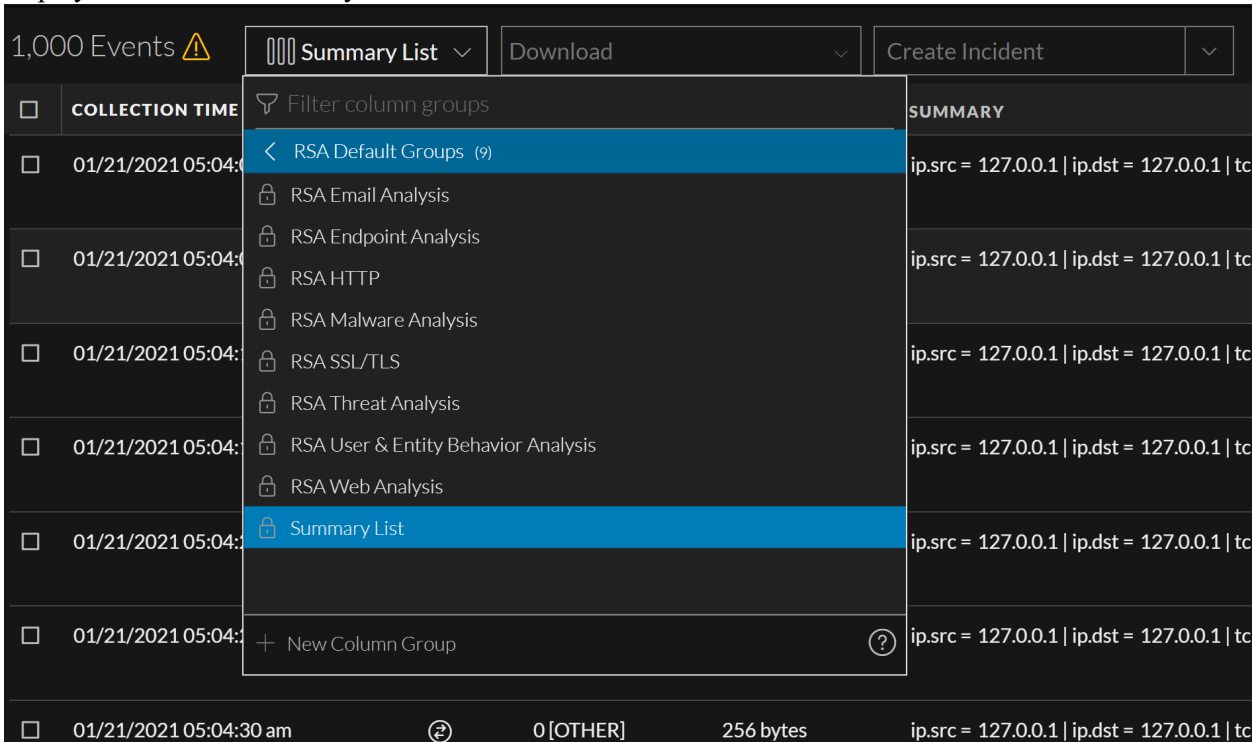 1,000 Events Summary List Download Create Incident
COLLECTION TIME Filter column groups SUMMARY
RSA Default Groups (9)
01/21/2021 05:04: ip.src = 127.0.0.1 | ip.dst = 127.0.0.1 | tc
RSA Email Analysis
RSA Endpoint Analysis
01/21/2021 05:04: ip.src = 127.0.0.1 | ip.dst = 127.0.0.1 | tc
RSA HTTP
RSA Malware Analysis
01/21/2021 05:04: ip.src = 127.0.0.1 | ip.dst = 127.0.0.1 | tc
RSA SSL/TLS
RSA Threat Analysis
01/21/2021 05:04: RSA User & Entity Behavior Analysis ip.src = 127.0.0.1 | ip.dst = 127.0.0.1 | tc
RSA Web Analysis
Summary List
01/21/2021 05:04: ip.src = 127.0.0.1 | ip.dst = 127.0.0.1 | tc
01/21/2021 05:04: New Column Group ? ip.src = 127.0.0.1 | ip.dst = 127.0.0.1 | tc
01/21/2021 05:04:30 am 0 [OTHER] 256 bytes ip.src = 127.0.0.1 | ip.dst = 127.0.0.1 | tc